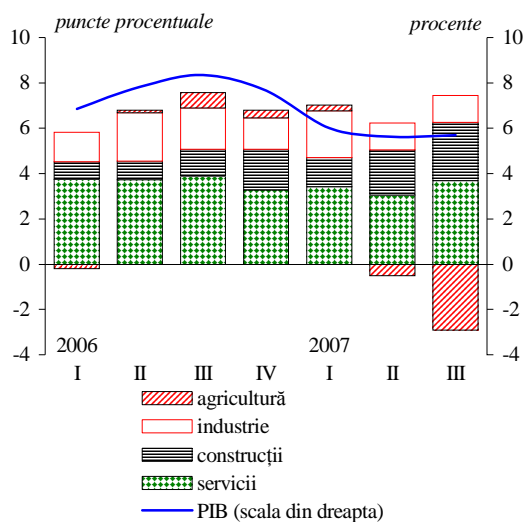 puncte procentuale procente
10 10
8 8
6 6
4 4
2 2
0 0
-2 -2
-4 -4
2006 2007
I II III IV I II III
agricultură
industrie
construcții
servicii
PIB (scala din dreapta)